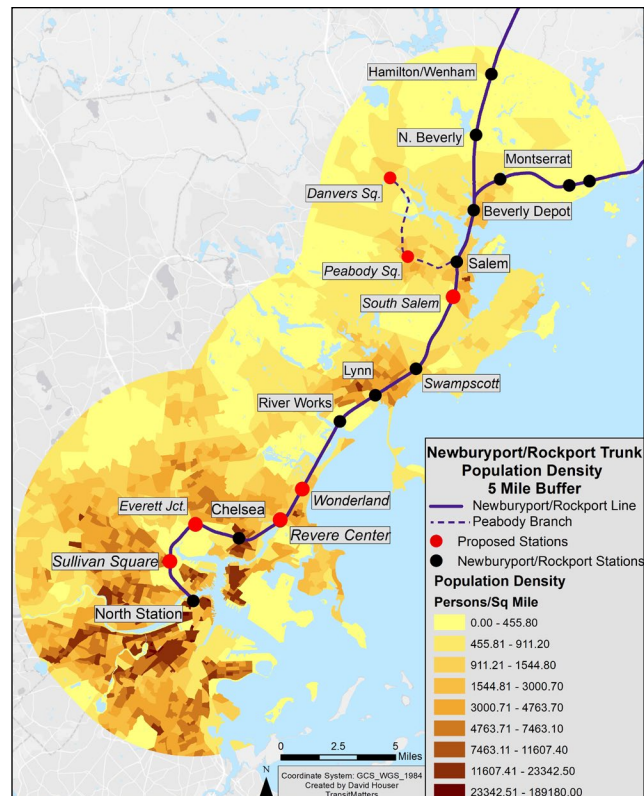 Hamilton/Wenham
N. Beverly
Montserrat
Danvers Sq.
Beverly Depot
Peabody Sq.
Salem
South Salem
Lynn
Swampscott
River Works
Wonderland
Everett Jct.
Chelsea
Revere Center
Sullivan Square
North Station
Newburyport/Rockport Trunk
Population Density
5 Mile Buffer
Newburyport/Rockport Line
Peabody Branch
Proposed Stations
Newburyport/Rockport Stations
Population Density
Persons/Sq Mile
0.00 - 455.80
455.81 - 911.20
911.21 - 1544.80
1544.81 - 3000.70
3000.71 - 4763.70
4763.71 - 7463.10
7463.11 - 11607.40
11607.41 - 23342.50
23342.51 - 189180.00
0 2.5 5
Miles
N
Coordinate System: GCS_WGS_1984
Created by David Houser
TransitMatters